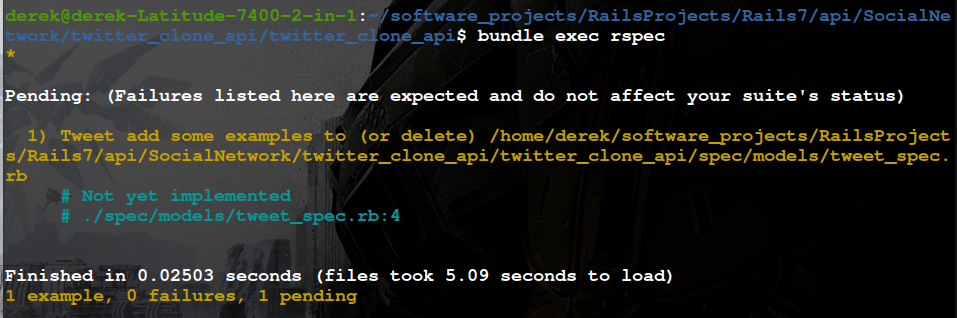 derek@derek-Latitude-7400-2-in-1:~/software_projects/RailsProjects/Rails7/api/SocialNe
twork/twitter_clone_api/twitter_clone_api$ bundle exec rspec
*
Pending: (Failures listed here are expected and do not affect your suite's status)
1) Tweet add some examples to (or delete) /home/derek/software_projects/RailsProject
s/Rails7/api/SocialNetwork/twitter_clone_api/twitter_clone_api/spec/models/tweet_spec.
rb
# Not yet implemented
# ./spec/models/tweet_spec.rb:4
Finished in 0.02503 seconds (files took 5.09 seconds to load)
1 example, 0 failures, 1 pending